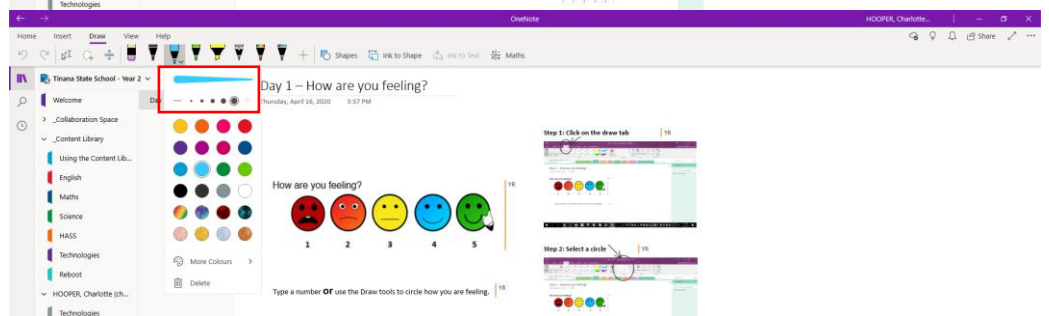 Technologies
OneNote
HOOPER, Charlotte...
Home Insert Draw View Help
Share
Shapes Ink to Shape Ink to Text Maths
Tinana State School - Year 2
Welcome
_Collaboration Space
_Content Library
Using the Content Lib...
English
Maths
Science
HASS
Technologies
Reboot
HOOPER, Charlotte (ch...
Technologies
Day
More Colours
Delete
Day 1 – How are you feeling?
Thursday, April 16, 2020 3:57 PM
How are you feeling?
YR
1 2 3 4 5
Type a number or use the Draw tools to circle how you are feeling.
YR
Step 1: Click on the draw tab
YR
Step 2: Select a circle
YR